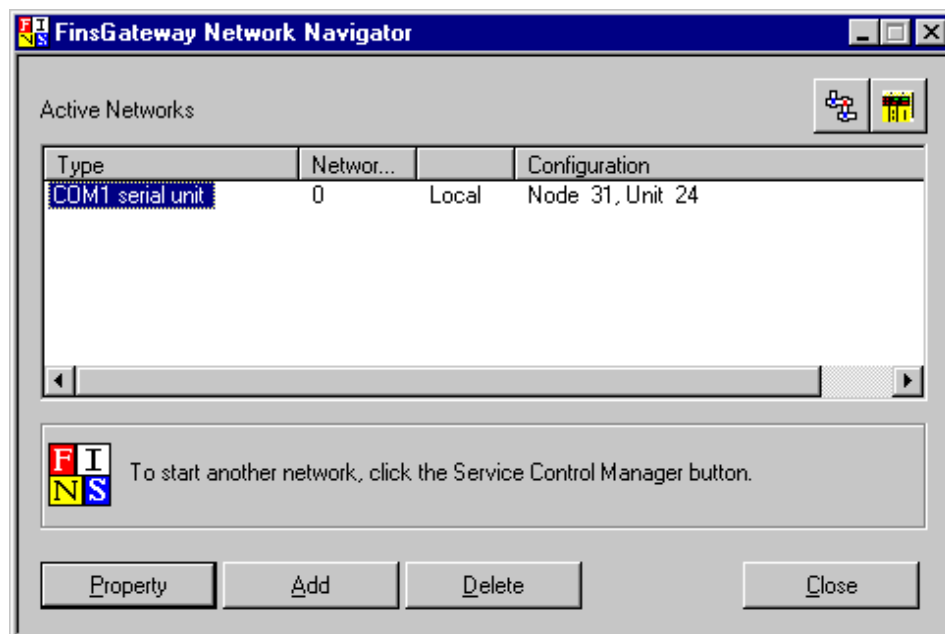 FinsGateway Network Navigator
Active Networks
Type Networ... Configuration
COM1 serial unit 0 Local Node 31, Unit 24
F I
N S
To start another network, click the Service Control Manager button.
Property Add Delete Close